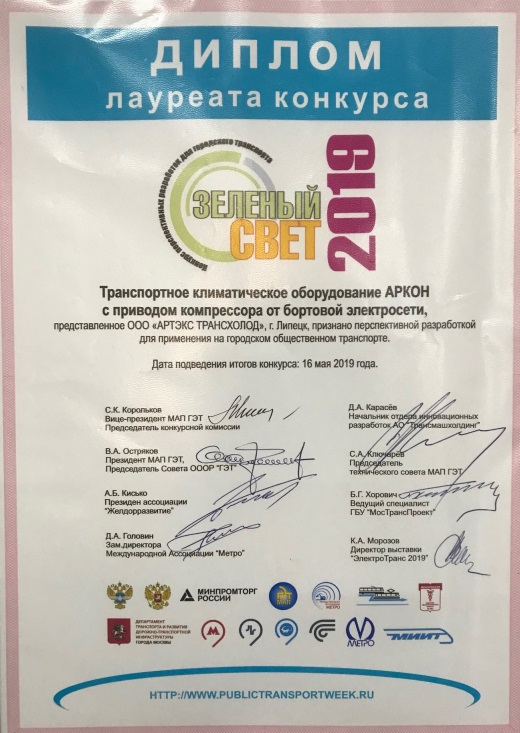 ДИПЛОМ
лауреата конкурса
Конкурс перспективных разработок для городского транспорта
ЗЕЛЕНЫЙ
СВЕТ
2019
Транспортное климатическое оборудование АРКОН
с приводом компрессора от бортовой электросети,
представленное ООО «АРТЭКС ТРАНСХОЛОД», г. Липецк, признано перспективной разработкой
для применения на городском общественном транспорте.
Дата подведения итогов конкурса: 16 мая 2019 года.
С.К. Корольков
Вице-президент МАП ГЭТ
Председатель конкурсной комиссии
В.А. Остряков
Президент МАП ГЭТ,
Председатель Совета ОООР "ГЭТ"
А.Б. Кисько
Президен ассоциации
"Желдорразвитие"
Д.А. Головин
Зам.директора
Международной Ассоциации "Метро"
Д.А. Карасёв
Начальник отдела инновационных
разработок АО "Трансмашхолдинг"
С.А. Ключарёв
Председатель
технического совета МАП ГЭТ
Б.Г. Хорович
Ведущий специалист
ГБУ "МосТрансПроект"
К.А. Морозов
Директор выставки
"ЭлектроТранс 2019"
МИНПРОМТОРГ
РОССИИ
МЕТРО
ДЕПАРТАМЕНТ
ТРАНСПОРТА И РАЗВИТИЯ
ДОРОЖНО-ТРАНСПОРТНОЙ
ИНФРАСТРУКТУРЫ
ГОРОДА МОСКВЫ
МЕТРО
МИИТ
HTTP://WWW.PUBLICTRANSPORTWEEK.RU